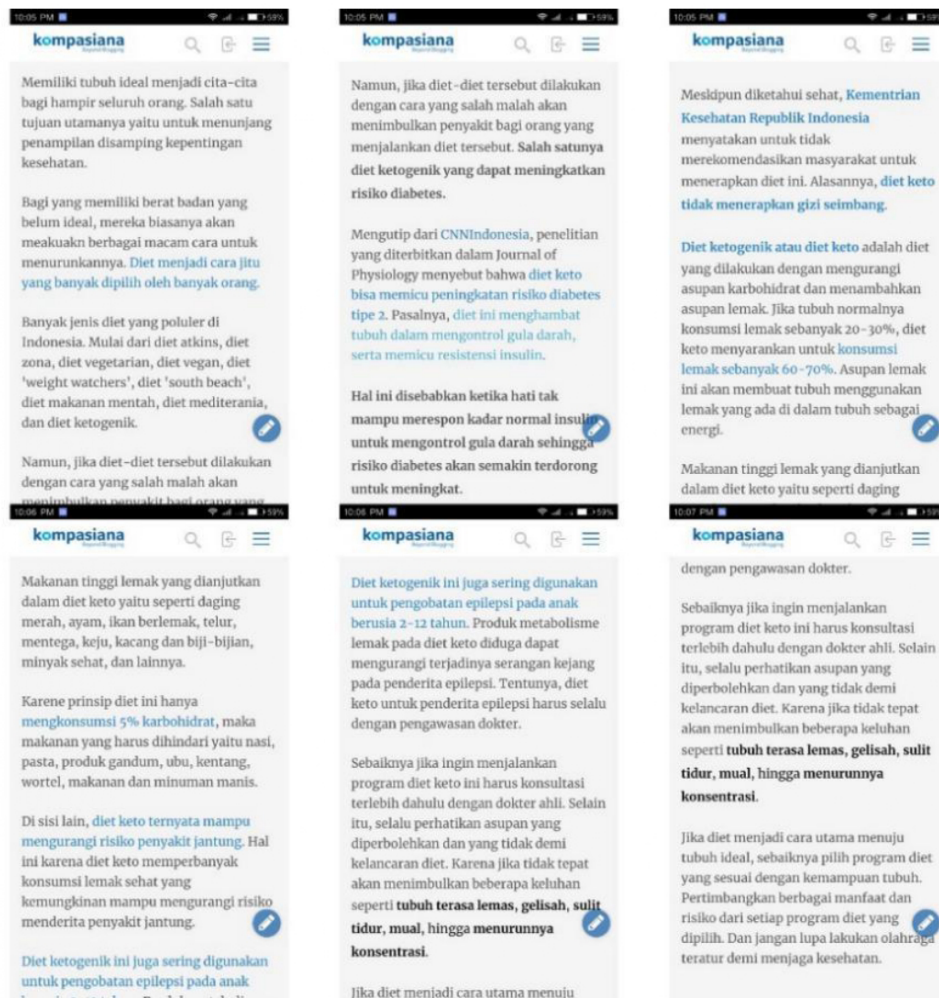 10:05 PM
59%
kompasiana
Beyond Blogging
Memiliki tubuh ideal menjadi cita-cita
bagi hampir seluruh orang. Salah satu
tujuan utamanya yaitu untuk menunjang
penampilan disamping kepentingan
kesehatan.
Bagi yang memiliki berat badan yang
belum ideal, mereka biasanya akan
meakuakn berbagai macam cara untuk
menurunkannya. Diet menjadi cara jitu
yang banyak dipilih oleh banyak orang.
Banyak jenis diet yang poluler di
Indonesia. Mulai dari diet atkins, diet
zona, diet vegetarian, diet vegan, diet
'weight watchers', diet 'south beach',
diet makanan mentah, diet mediterania,
dan diet ketogenik.
Namun, jika diet-diet tersebut dilakukan
dengan cara yang salah malah akan
menimbulkan penyakit bagi orang yang
10:05 PM
59%
kompasiana
Beyond Blogging
Namun, jika diet-diet tersebut dilakukan
dengan cara yang salah malah akan
menimbulkan penyakit bagi orang yang
menjalankan diet tersebut. Salah satunya
diet ketogenik yang dapat meningkatkan
risiko diabetes.
Mengutip dari CNNIndonesia, penelitian
yang diterbitkan dalam Journal of
Physiology menyebut bahwa diet keto
bisa memicu peningkatan risiko diabetes
tipe 2. Pasalnya, diet ini menghambat
tubuh dalam mengontrol gula darah,
serta memicu resistensi insulin.
Hal ini disebabkan ketika hati tak
mampu merespon kadar normal insulin
untuk mengontrol gula darah sehingga
risiko diabetes akan semakin terdorong
untuk meningkat.
10:05 PM
59
kompasiana
Beyond Blogging
Meskipun diketahui sehat, Kementrian
Kesehatan Republik Indonesia
menyatakan untuk tidak
merekomendasikan masyarakat untuk
menerapkan diet ini. Alasannya, diet keto
tidak menerapkan gizi seimbang.
Diet ketogenik atau diet keto adalah diet
yang dilakukan dengan mengurangi
asupan karbohidrat dan menambahkan
asupan lemak. Jika tubuh normalnya
konsumsi lemak sebanyak 20-30%, diet
keto menyarankan untuk konsumsi
lemak sebanyak 60-70%. Asupan lemak
ini akan membuat tubuh menggunakan
lemak yang ada di dalam tubuh sebagai
energi.
Makanan tinggi lemak yang dianjutkan
dalam diet keto yaitu seperti daging
10:06 PM
59%
kompasiana
Beyond Blogging
Makanan tinggi lemak yang dianjutkan
dalam diet keto yaitu seperti daging
merah, ayam, ikan berlemak, telur,
mentega, keju, kacang dan biji-bijian,
minyak sehat, dan lainnya.
Karene prinsip diet ini hanya
mengkonsumsi 5% karbohidrat, maka
makanan yang harus dihindari yaitu nasi,
pasta, produk gandum, ubu, kentang,
wortel, makanan dan minuman manis.
Di sisi lain, diet keto ternyata mampu
mengurangi risiko penyakit jantung. Hal
ini karena diet keto memperbanyak
konsumsi lemak sehat yang
kemungkinan mampu mengurangi risiko
menderita penyakit jantung.
Diet ketogenik ini juga sering digunakan
untuk pengobatan epilepsi pada anak
10:06 PM
59%
kompasiana
Beyond Blogging
Diet ketogenik ini juga sering digunakan
untuk pengobatan epilepsi pada anak
berusia 2-12 tahun. Produk metabolisme
lemak pada diet keto diduga dapat
mengurangi terjadinya serangan kejang
pada penderita epilepsi. Tentunya, diet
keto untuk penderita epilepsi harus selalu
dengan pengawasan dokter.
Sebaiknya jika ingin menjalankan
program diet keto ini harus konsultasi
terlebih dahulu dengan dokter ahli. Selain
itu, selalu perhatikan asupan yang
diperbolehkan dan yang tidak demi
kelancaran diet. Karena jika tidak tepat
akan menimbulkan beberapa keluhan
seperti tubuh terasa lemas, gelisah, sulit
tidur, mual, hingga menurunnya
konsentrasi.
Jika diet menjadi cara utama menuju
10:07 PM
59
kompasiana
Beyond Blogging
dengan pengawasan dokter.
Sebaiknya jika ingin menjalankan
program diet keto ini harus konsultasi
terlebih dahulu dengan dokter ahli. Selain
itu, selalu perhatikan asupan yang
diperbolehkan dan yang tidak demi
kelancaran diet. Karena jika tidak tepat
akan menimbulkan beberapa keluhan
seperti tubuh terasa lemas, gelisah, sulit
tidur, mual, hingga menurunnya
konsentrasi.
Jika diet menjadi cara utama menuju
tubuh ideal, sebaiknya pilih program diet
yang sesuai dengan kemampuan tubuh.
Pertimbangkan berbagai manfaat dan
risiko dari setiap program diet yang
dipilih. Dan jangan lupa lakukan olahraga
teratur demi menjaga kesehatan.